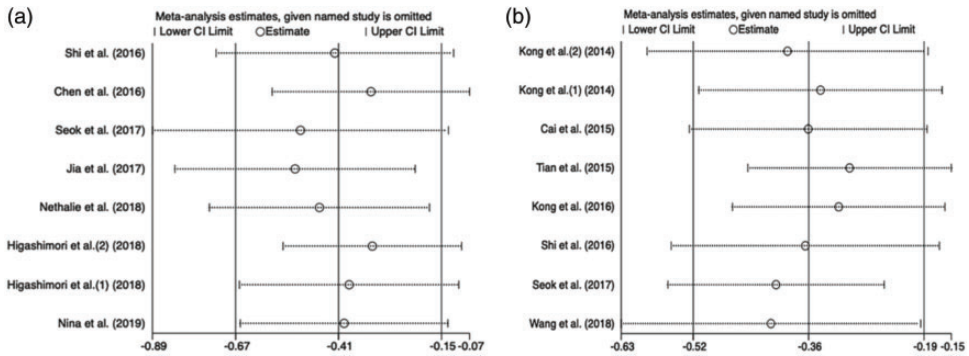 (a)
Meta-analysis estimates, given named study is omitted
| Lower CI Limit ○Estimate | Upper CI Limit
Shi et al. (2016)
Chen et al. (2016)
Seok et al. (2017)
Jia et al. (2017)
Nethalie et al. (2018)
Higashimori et al.(2) (2018)
Higashimori et al.(1) (2018)
Nina et al. (2019)
-0.89 -0.67 -0.41 -0.15 -0.07
(b)
Meta-analysis estimates, given named study is omitted
| Lower CI Limit ○Estimate | Upper CI Limit
Kong et al.(2) (2014)
Kong et al.(1) (2014)
Cai et al. (2015)
Tian et al. (2015)
Kong et al. (2016)
Shi et al. (2016)
Seok et al. (2017)
Wang et al. (2018)
-0.63 -0.52 -0.36 -0.19 -0.15